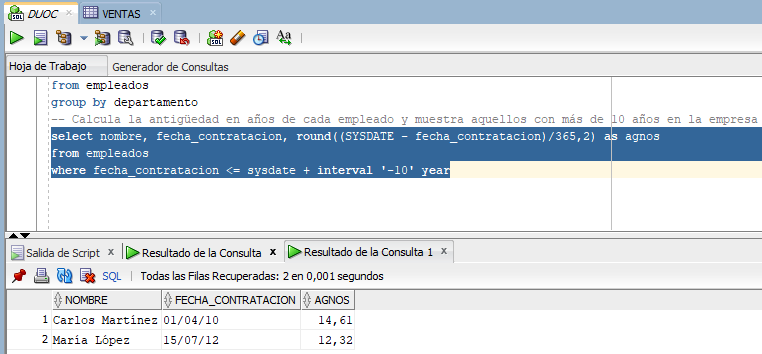 DUOC
VENTAS
SQL
Aa
Hoja de Trabajo
Generador de Consultas
from empleados
group by departamento
-- Calcula la antigüedad en años de cada empleado y muestra aquellos con más de 10 años en la empresa
select nombre, fecha_contratacion, round((SYSDATE - fecha_contratacion)/365,2) as agnos
from empleados
where fecha_contratacion <= sysdate + interval '-10' year
Salida de Script x Resultado de la Consulta x Resultado de la Consulta 1 x
SQL | Todas las Filas Recuperadas: 2 en 0,001 segundos
NOMBRE FECHA_CONTRATACION AGNOS
1 Carlos Martínez 01/04/10 14,61
2 María López 15/07/12 12,32